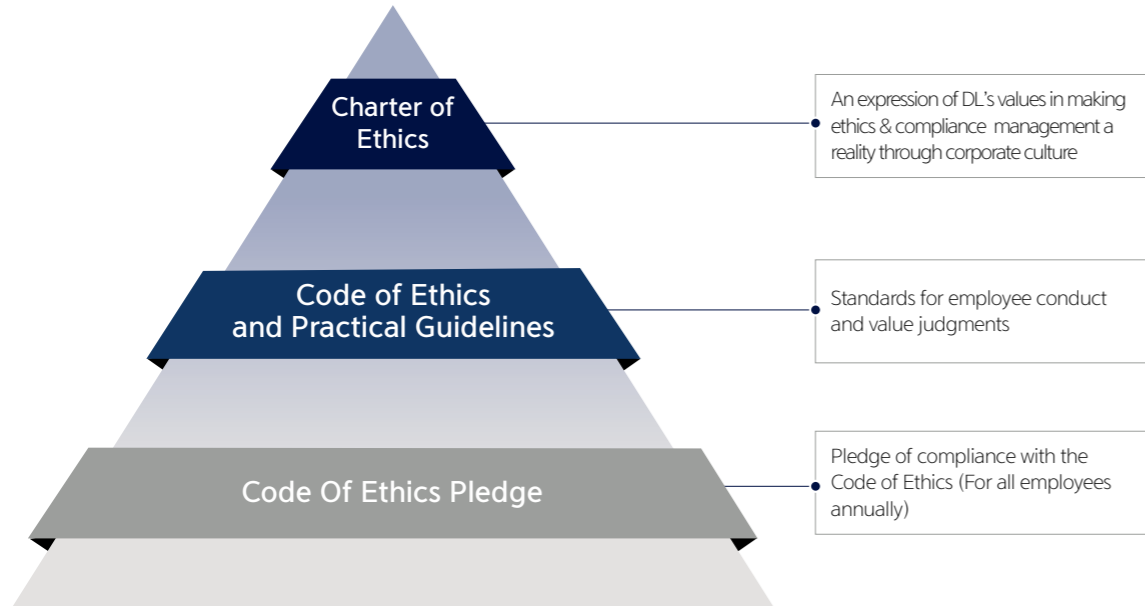 Charter of
Ethics
An expression of DL's values in making
ethics & compliance management a
reality through corporate culture
Code of Ethics
and Practical Guidelines
Standards for employee conduct
and value judgments
Code Of Ethics Pledge
Pledge of compliance with the
Code of Ethics (For all employees
annually)